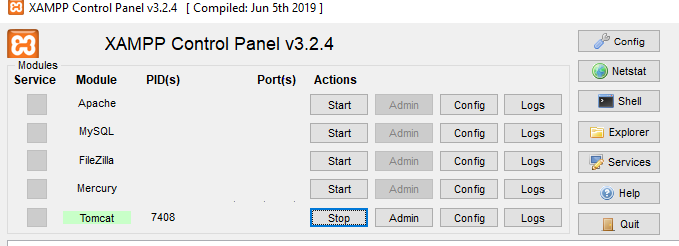 XAMPP Control Panel v3.2.4 [ Compiled: Jun 5th 2019 ]
XAMPP Control Panel v3.2.4
Config
Modules
Service Module PID(s) Port(s) Actions
Netstat
Apache Start Admin Config Logs
Shell
MySQL Start Admin Config Logs
Explorer
FileZilla Start Admin Config Logs
Services
Mercury Start Admin Config Logs
Help
Tomcat 7408 Stop Admin Config Logs
Quit